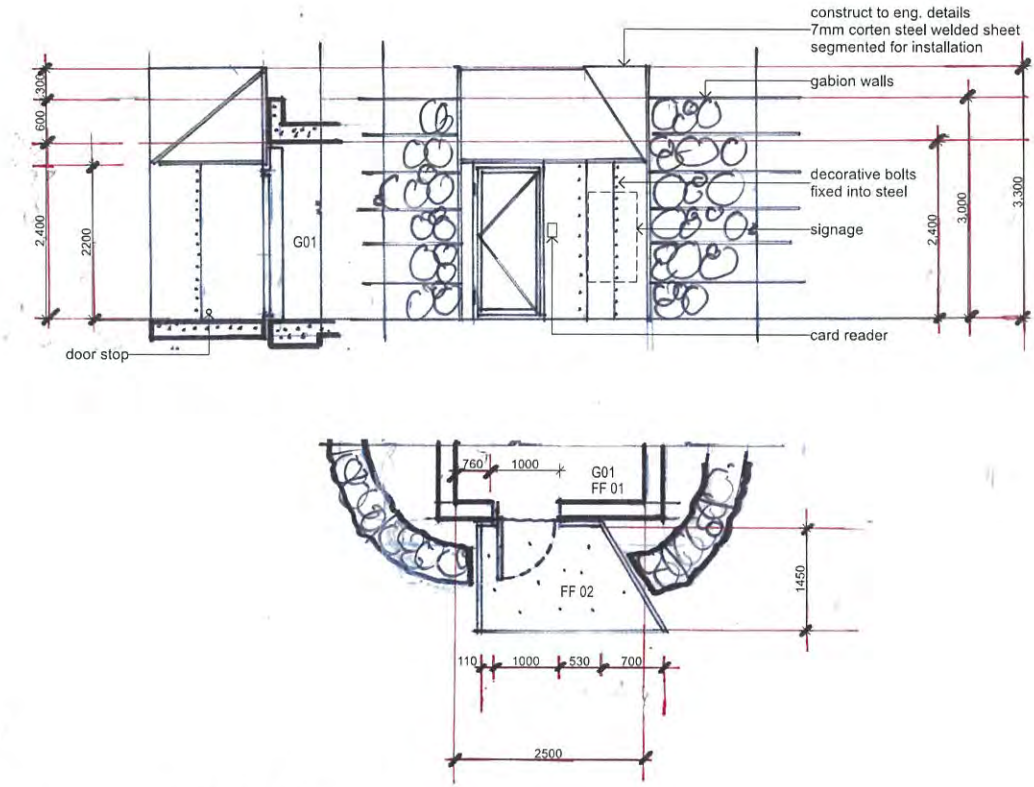 construct to eng. details
7mm corten steel welded sheet
segmented for installation
gabion walls
decorative bolts
fixed into steel
signage
card reader
300
600
2,400
2200
G01
door stop
2,400
3,000
3,300
760
1000
G01
FF 01
FF 02
1450
110
1000
530
700
2500